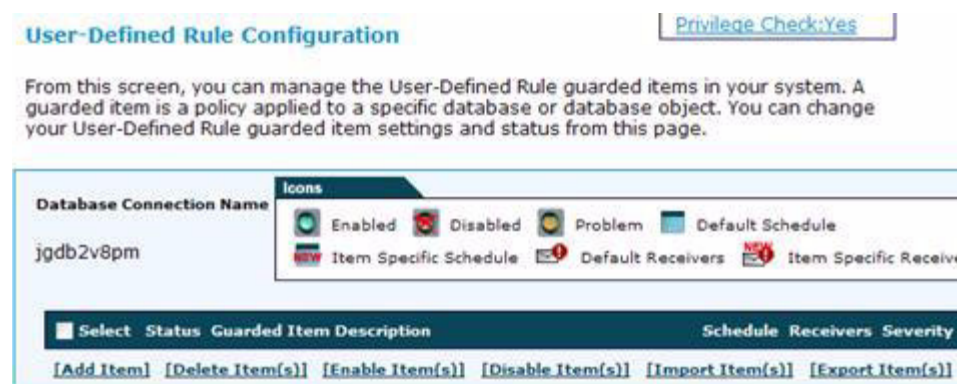 User-Defined Rule Configuration
Privilege Check:Yes
From this screen, you can manage the User-Defined Rule guarded items in your system. A
guarded item is a policy applied to a specific database or database object. You can change
your User-Defined Rule guarded item settings and status from this page.
Database Connection Name
jgdb2v8pm
Icons
Enabled Disabled Problem Default Schedule
NEW Item Specific Schedule Default Receivers NEW Item Specific Receive
Select Status Guarded Item Description Schedule Receivers Severity
[Add Item] [Delete Item(s)] [Enable Item(s)] [Disable Item(s)] [Import Item(s)] [Export Item(s)]